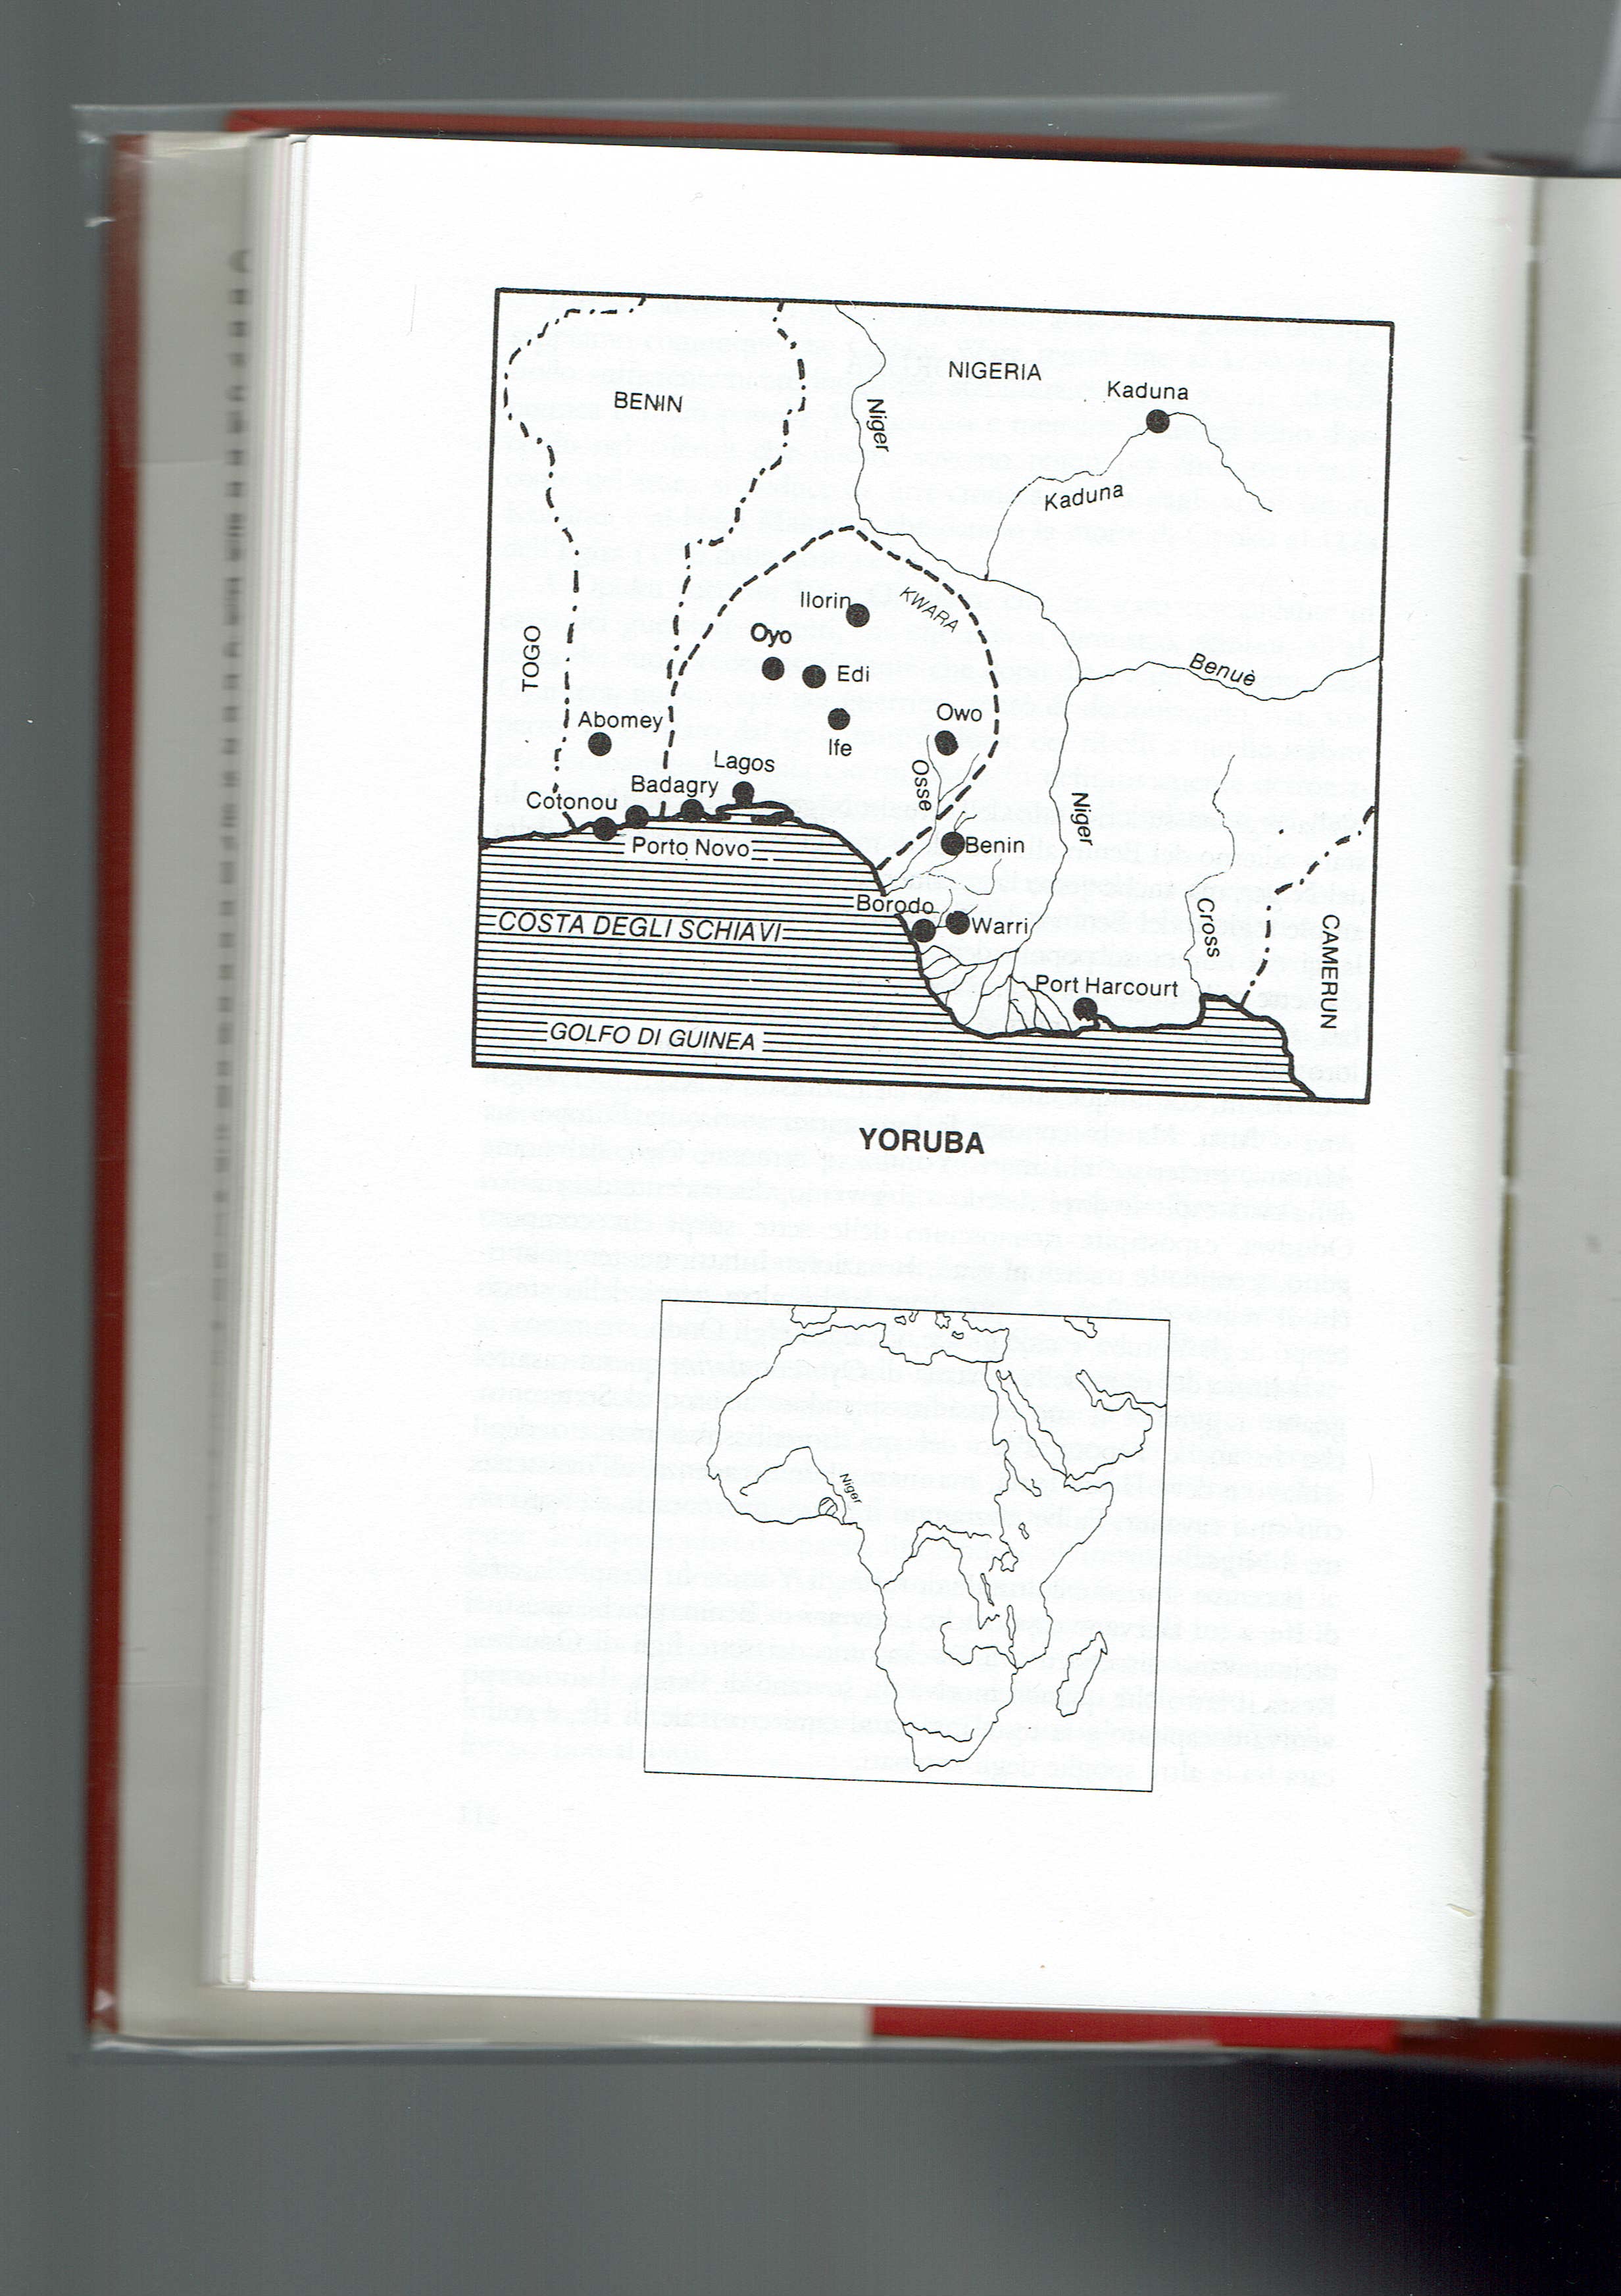 NIGERIA
Kaduna
BENIN
Niger
Kaduna
Ilorin
KWARA
Oyo
TOGO
Edi
Benuè
Abomey
Owo
Ife
Lagos
Osse
Badagry
Niger
Cotonou
Porto Novo
Benin
Borodo
COSTA DEGLI SCHIAVI
Warri
Cross
CAMERUN
Port Harcourt
GOLFO DI GUINEA
YORUBA
Niger